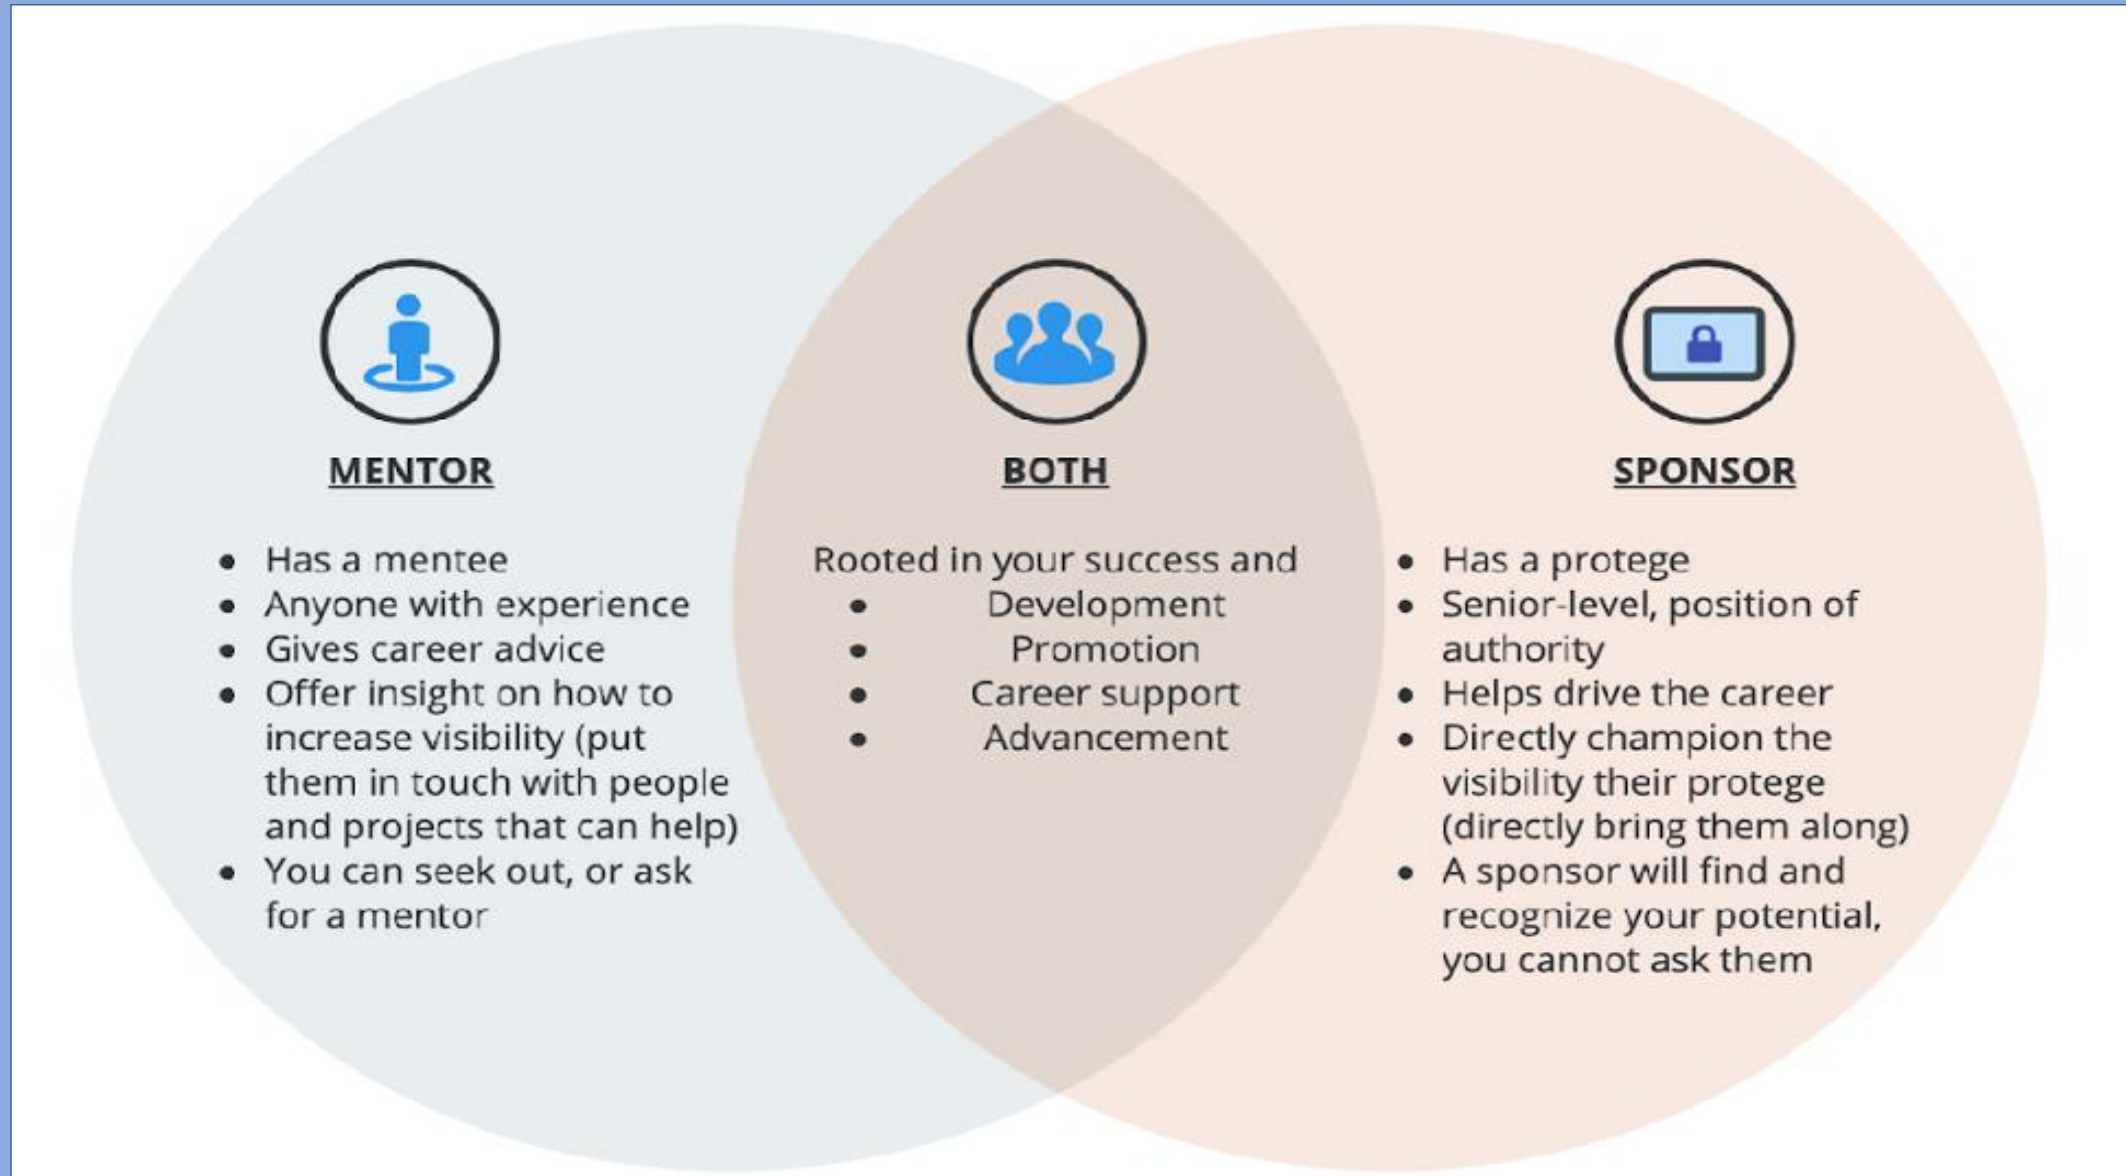 MENTOR
• Has a mentee
• Anyone with experience
• Gives career advice
• Offer insight on how to
increase visibility (put
them in touch with people
and projects that can help)
• You can seek out, or ask
for a mentor
BOTH
Rooted in your success and
• Development
• Promotion
• Career support
• Advancement
SPONSOR
• Has a protege
• Senior-level, position of
authority
• Helps drive the career
• Directly champion the
visibility their protege
(directly bring them along)
• A sponsor will find and
recognize your potential,
you cannot ask them